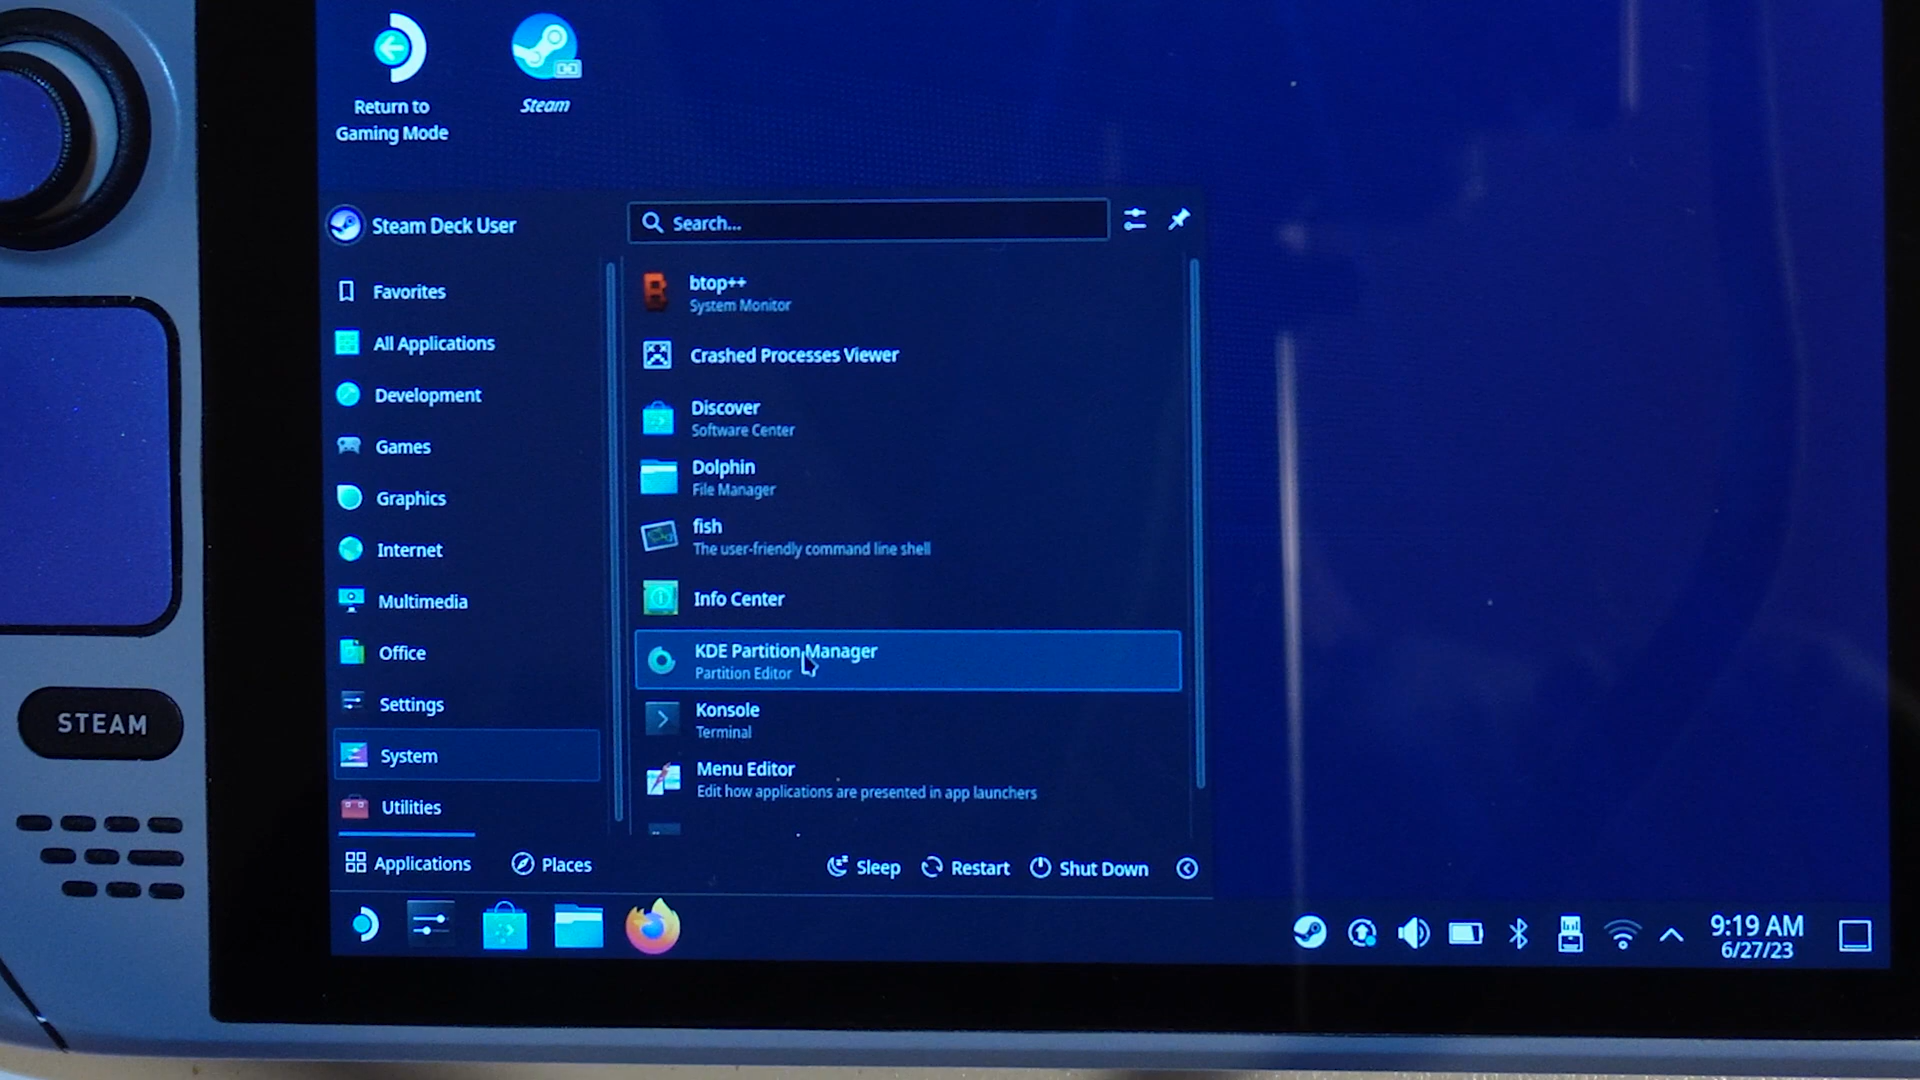 Return to
Gaming Mode
Steam
Steam Deck User
Search...
Favorites
All Applications
Development
Games
Graphics
Internet
Multimedia
Office
Settings
System
Utilities
btop++
System Monitor
Crashed Processes Viewer
Discover
Software Center
Dolphin
File Manager
fish
The user-friendly command line shell
Info Center
KDE Partition Manager
Partition Editor
Konsole
Terminal
Menu Editor
Edit how applications are presented in app launchers
Applications
Places
Sleep
Restart
Shut Down
9:19 AM
6/27/23
STEAM